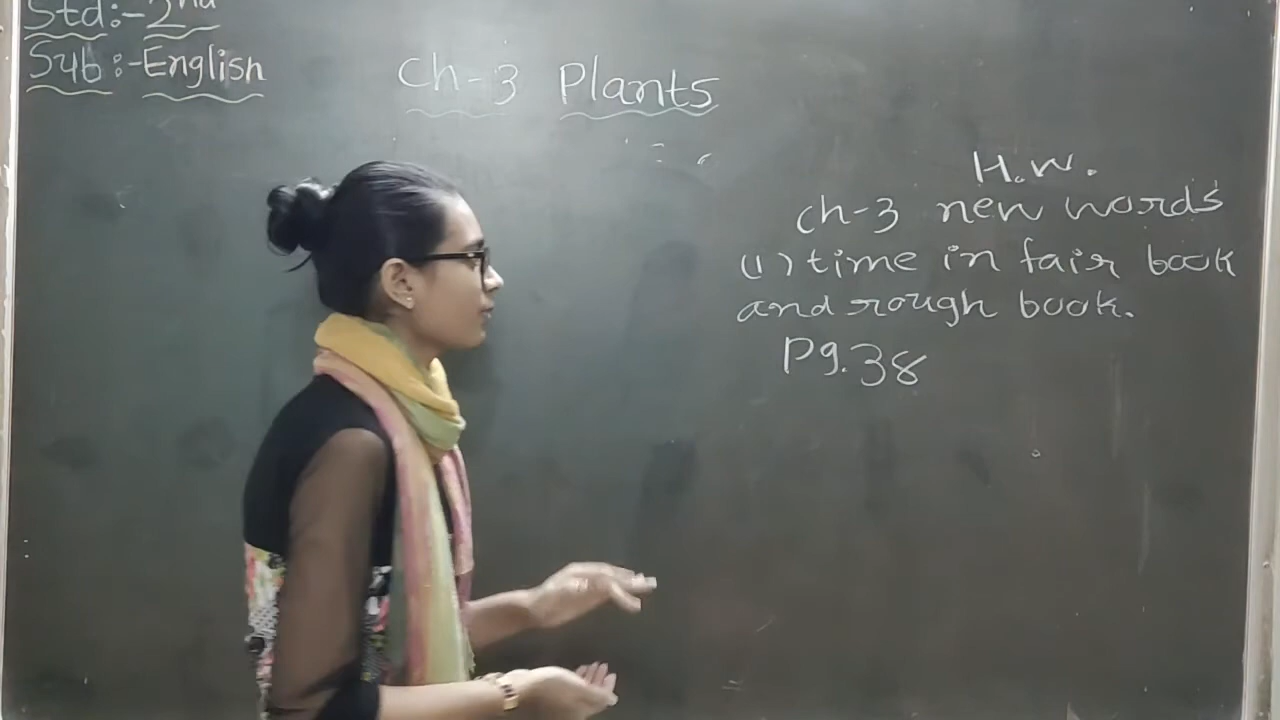 Std:-2nd
Sub:-English
Ch-3 Plants
H.W.
Ch-3 new words
(1) time in fair book
and rough book.
Pg.38